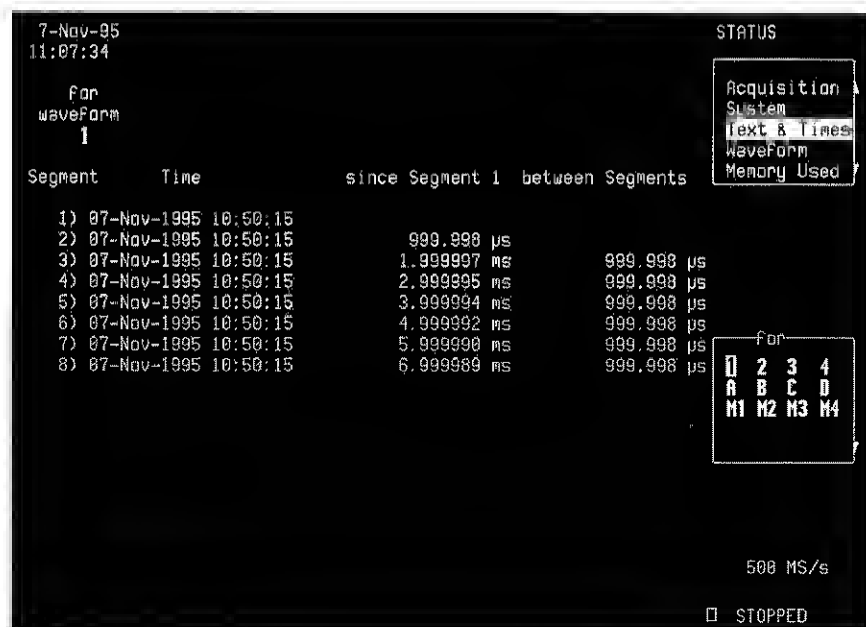 7-Nov-95
11:07:34
STATUS
for
waveform
1
Acquisition
System
Text & Times
Waveform
Memory Used
Segment Time since Segment 1 between Segments
1) 07-Nov-1995 10:50:15
2) 07-Nov-1995 10:50:15 999.998 µs
3) 07-Nov-1995 10:50:15 1.999997 ms 999.998 µs
4) 07-Nov-1995 10:50:15 2.999995 ms 999.998 µs
5) 07-Nov-1995 10:50:15 3.999994 ms 999.998 µs
6) 07-Nov-1995 10:50:15 4.999992 ms 999.998 µs
7) 07-Nov-1995 10:50:15 5.999990 ms 999.998 µs
8) 07-Nov-1995 10:50:15 6.999989 ms 999.998 µs
for
1 2 3 4
A B C D
M1 M2 M3 M4
500 MS/s
STOPPED